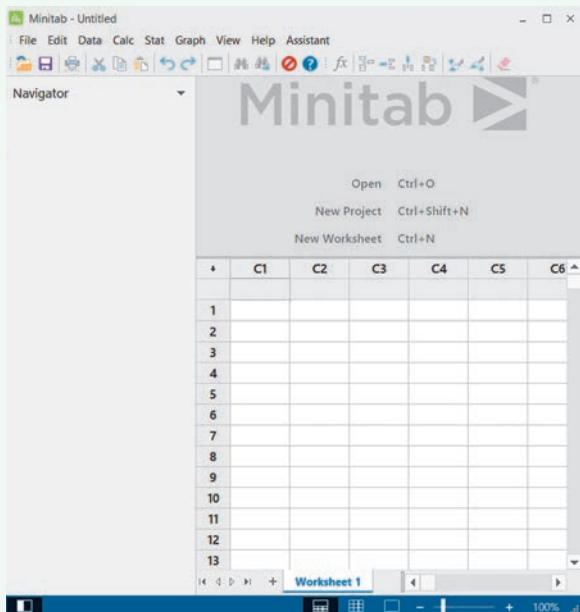 Minitab - Untitled
File Edit Data Calc Stat Graph View Help Assistant
fx
Navigator
Minitab
Open Ctrl+O
New Project Ctrl+Shift+N
New Worksheet Ctrl+N
C1 C2 C3 C4 C5 C6
1
2
3
4
5
6
7
8
9
10
11
12
13
Worksheet 1
100%